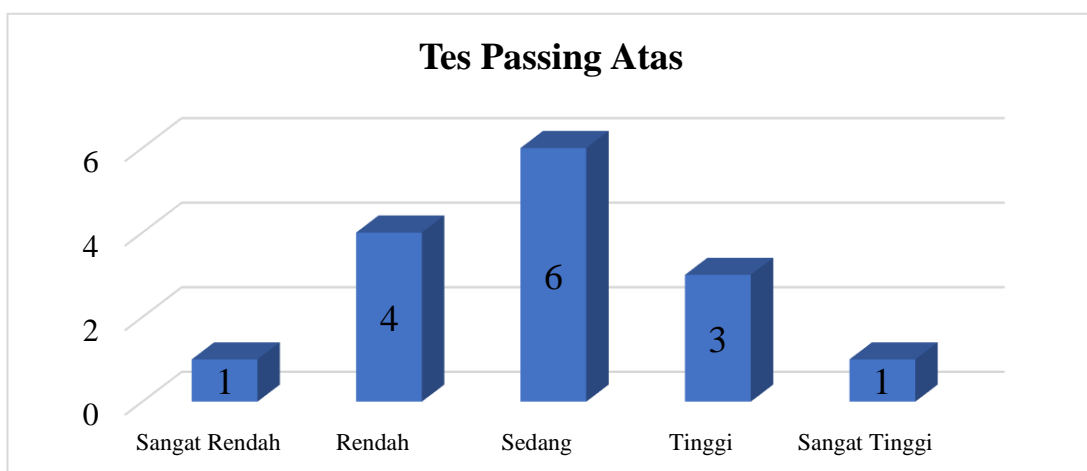 Tes Passing Atas
6
4
2
0
1
4
6
3
1
Sangat Rendah
Rendah
Sedang
Tinggi
Sangat Tinggi